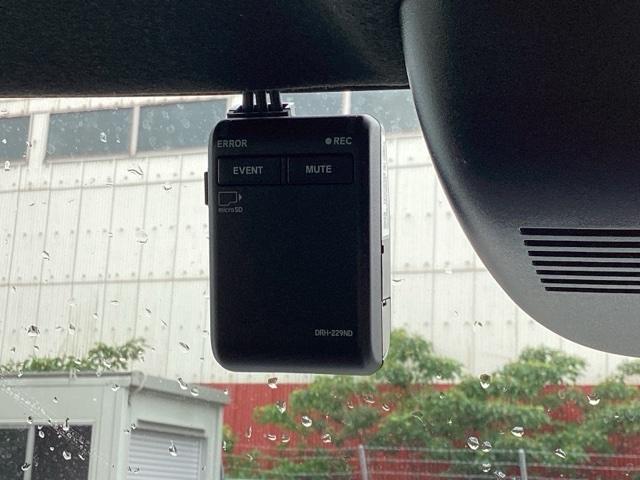 ERROR ●REC
EVENT MUTE
microSD
DRH-229ND